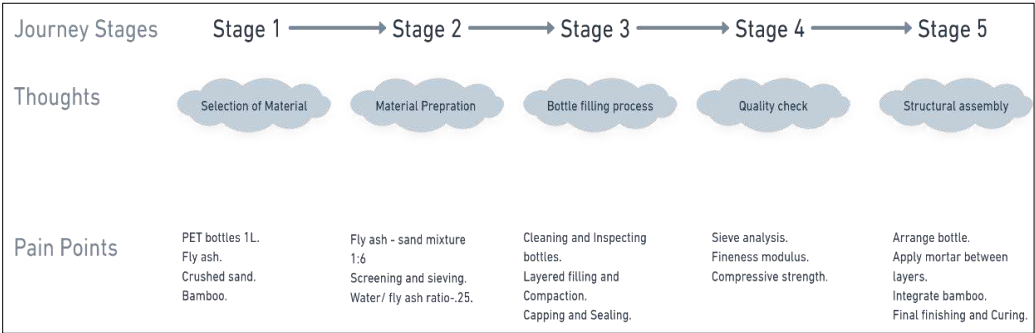 Journey Stages Stage 1 Stage 2 Stage 3 Stage 4 Stage 5
Thoughts Selection of Material Material Prepration Bottle filling process Quality check Structural assembly
Pain Points
PET bottles 1L.
Fly ash.
Crushed sand.
Bamboo.
Fly ash - sand mixture
1:6
Screening and sieving.
Water/ fly ash ratio-.25.
Cleaning and Inspecting
bottles.
Layered filling and
Compaction.
Capping and Sealing.
Sieve analysis.
Fineness modulus.
Compressive strength.
Arrange bottle.
Apply mortar between
layers.
Integrate bamboo.
Final finishing and Curing.